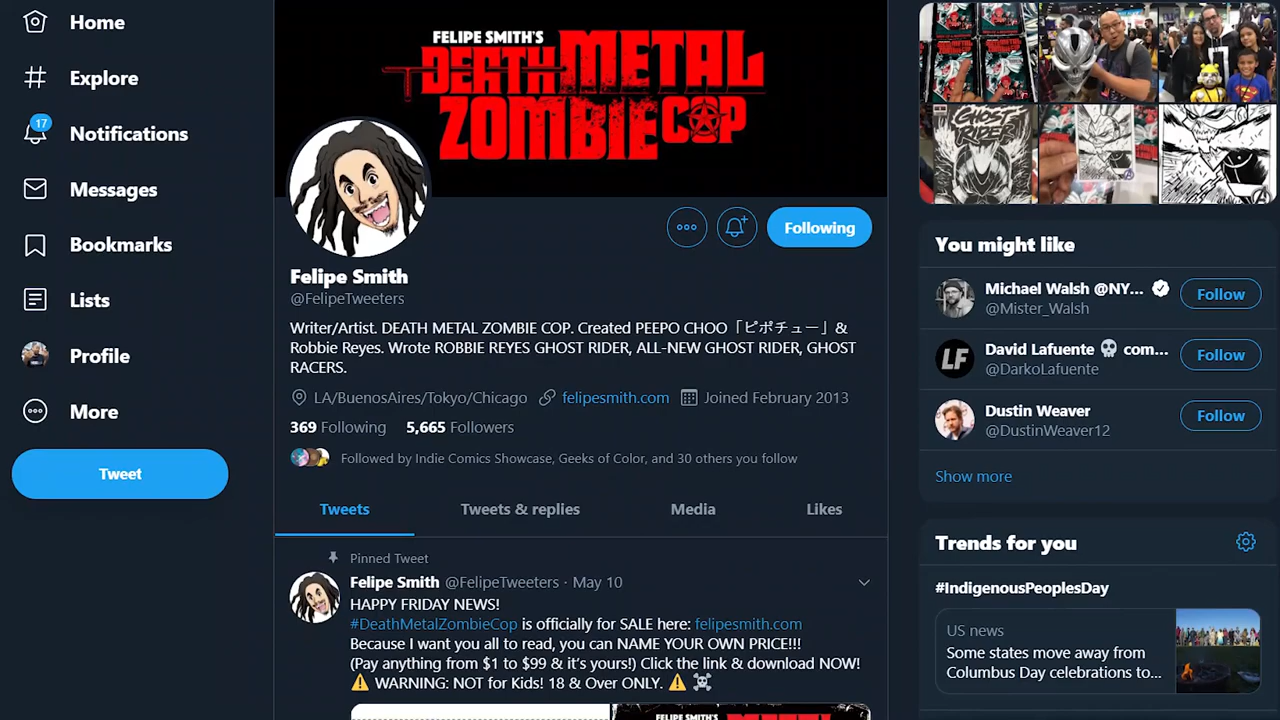 Home
Explore
17
Notifications
Messages
Bookmarks
Lists
Profile
More
Tweet
FELIPE SMITH'S
DEATH METAL
ZOMBIE COP
Following
Felipe Smith
@FelipeTweeters
Writer/Artist. DEATH METAL ZOMBIE COP. Created PEEPO CHOO「ピポチュー」&
Robbie Reyes. Wrote ROBBIE REYES GHOST RIDER, ALL-NEW GHOST RIDER, GHOST
RACERS.
LA/BuenosAires/Tokyo/Chicago felipesmith.com Joined February 2013
369 Following 5,665 Followers
Followed by Indie Comics Showcase, Geeks of Color, and 30 others you follow
Tweets Tweets & replies Media Likes
Pinned Tweet
Felipe Smith @FelipeTweeters · May 10
HAPPY FRIDAY NEWS!
#DeathMetalZombieCop is officially for SALE here: felipesmith.com
Because I want you all to read, you can NAME YOUR OWN PRICE!!!
(Pay anything from $1 to $99 & it's yours!) Click the link & download NOW!
⚠️ WARNING: NOT for Kids! 18 & Over ONLY. ⚠️ ☠️
GHOST
RIDER
You might like
Michael Walsh @NY...
@Mister_Walsh
Follow
LF
David Lafuente 💀 com...
@DarkoLafuente
Follow
Dustin Weaver
@DustinWeaver12
Follow
Show more
Trends for you
#IndigenousPeoplesDay
US news
Some states move away from
Columbus Day celebrations to...